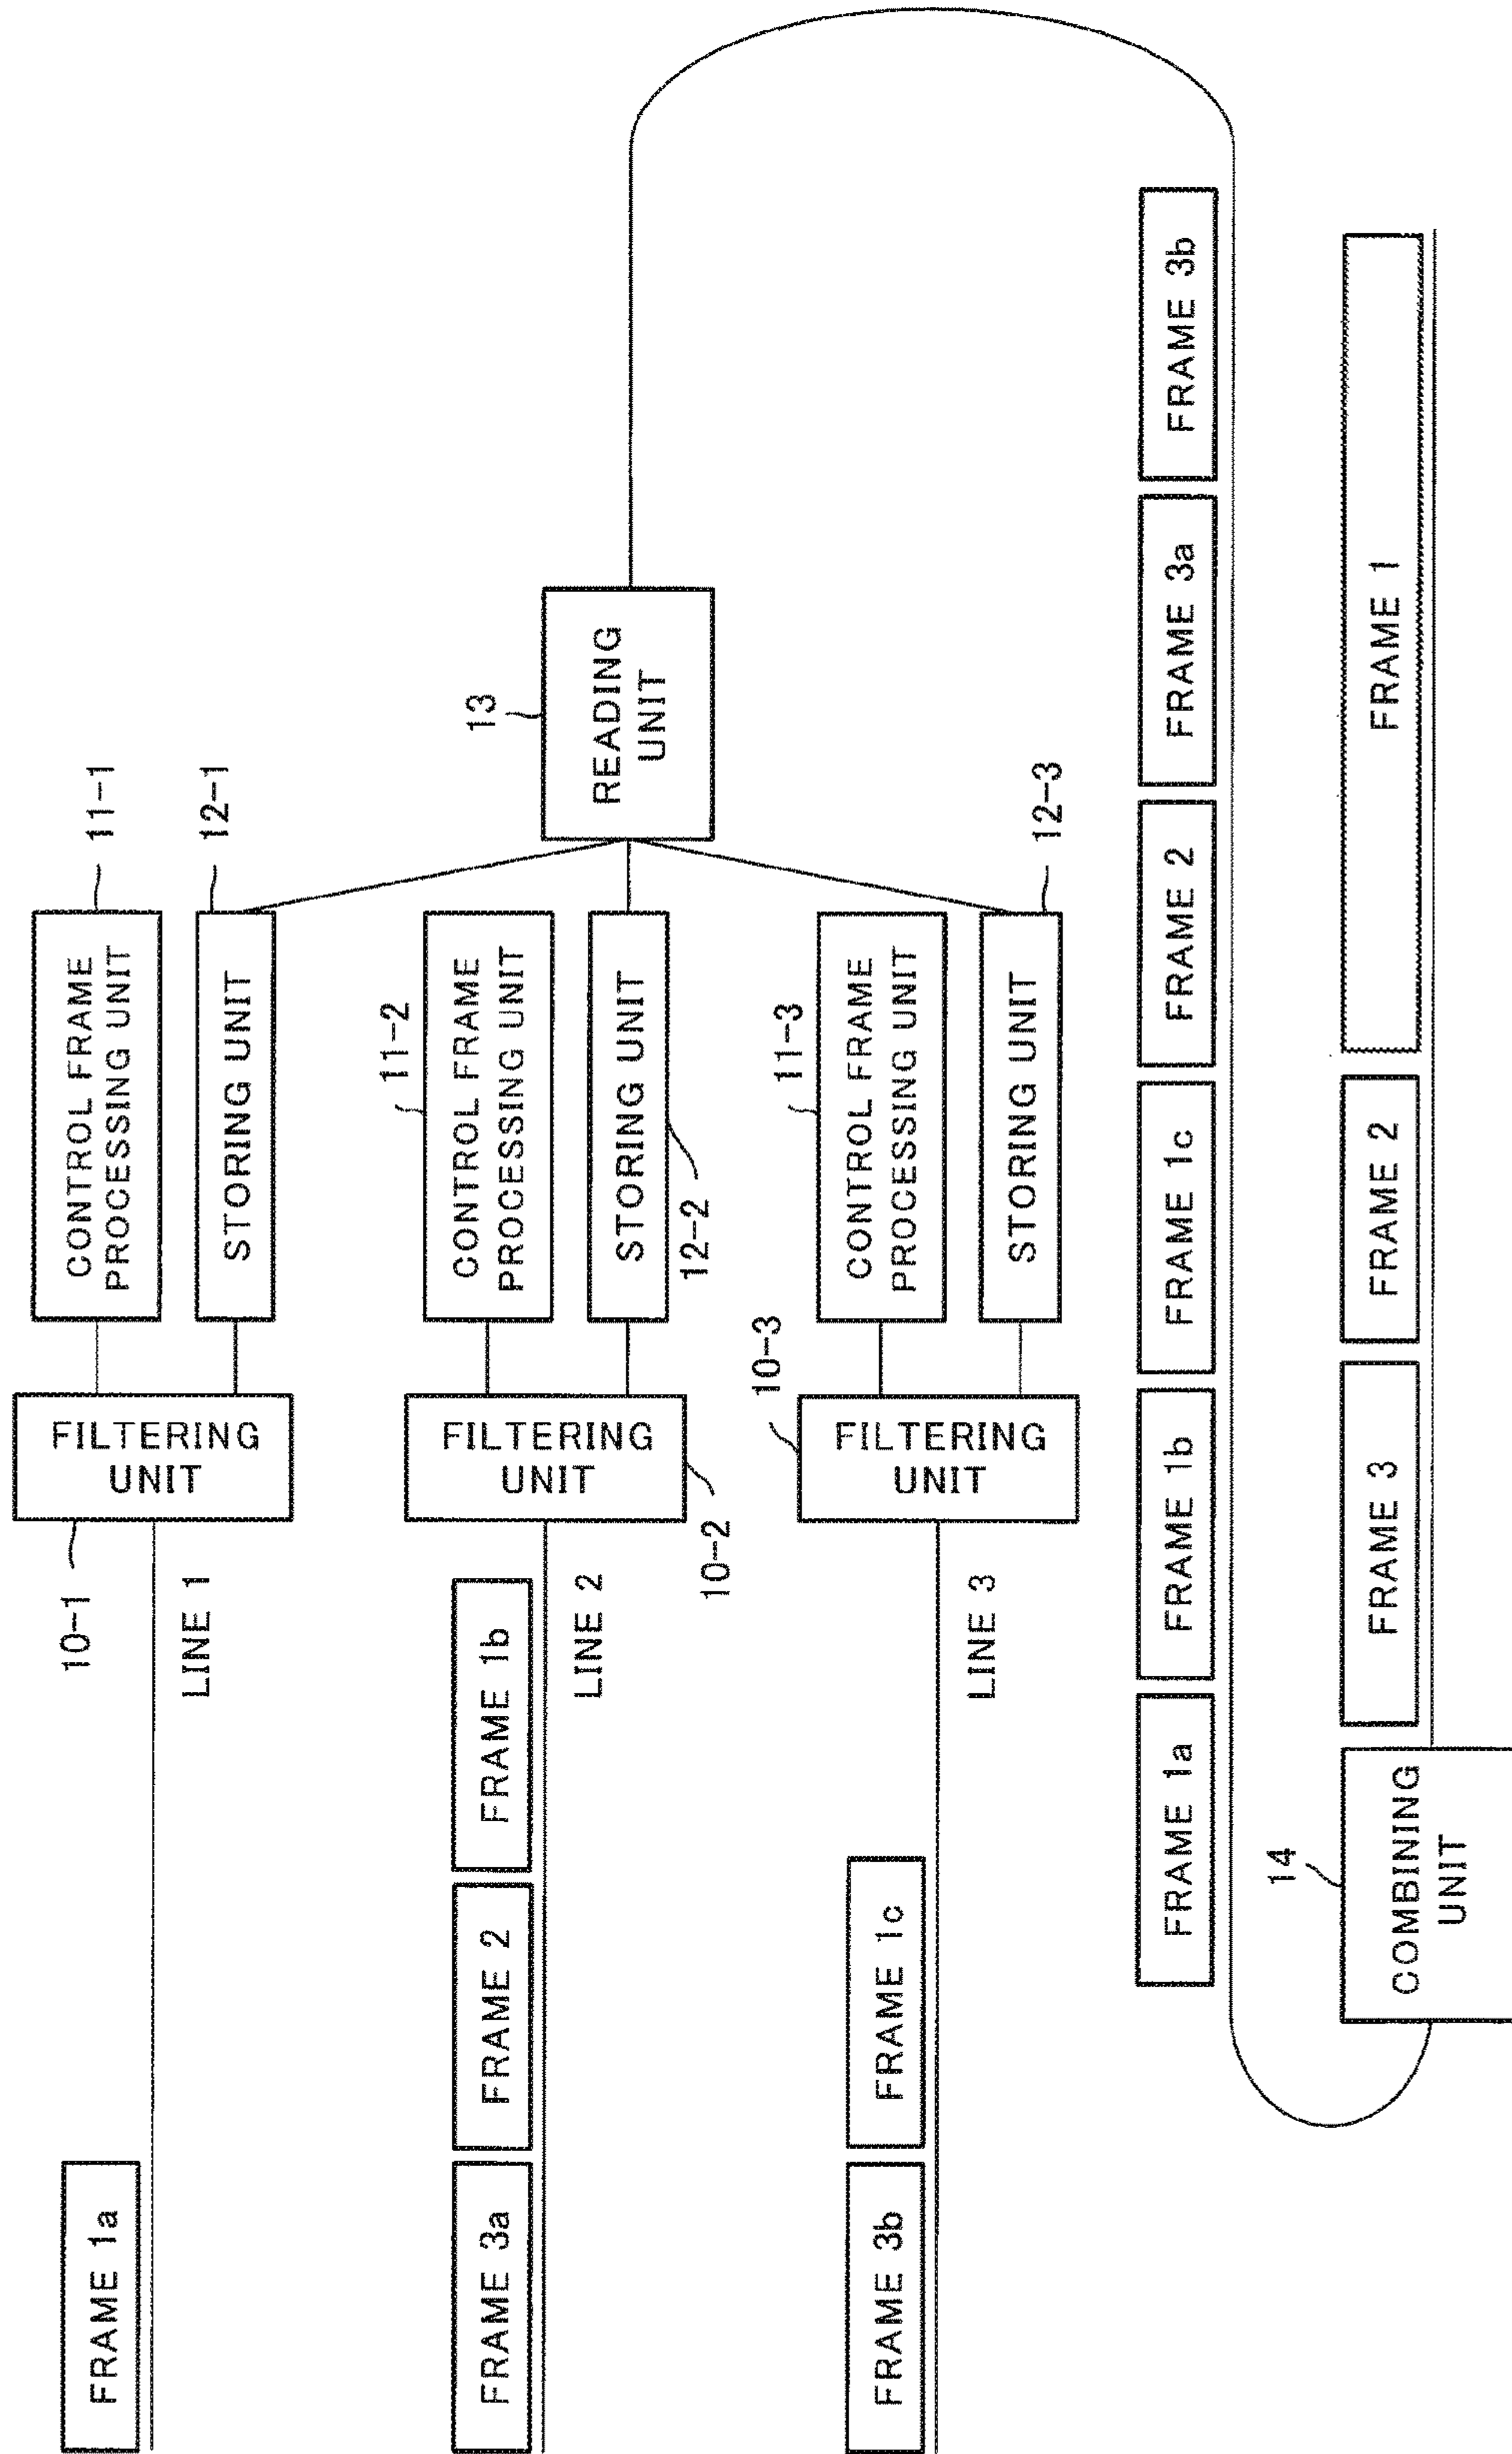 FRAME 1a
LINE 1
10-1
FILTERING
UNIT
CONTROL FRAME
PROCESSING UNIT
11-1
STORING UNIT
12-1
FRAME 3a
FRAME 2
FRAME 1b
LINE 2
10-2
FILTERING
UNIT
CONTROL FRAME
PROCESSING UNIT
11-2
STORING UNIT
12-2
READING
UNIT
13
FRAME 3b
FRAME 1c
LINE 3
10-3
FILTERING
UNIT
CONTROL FRAME
PROCESSING UNIT
11-3
STORING UNIT
12-3
FRAME 1a
FRAME 1b
FRAME 1c
FRAME 2
FRAME 3a
FRAME 3b
14
COMBINING
UNIT
FRAME 3
FRAME 2
FRAME 1